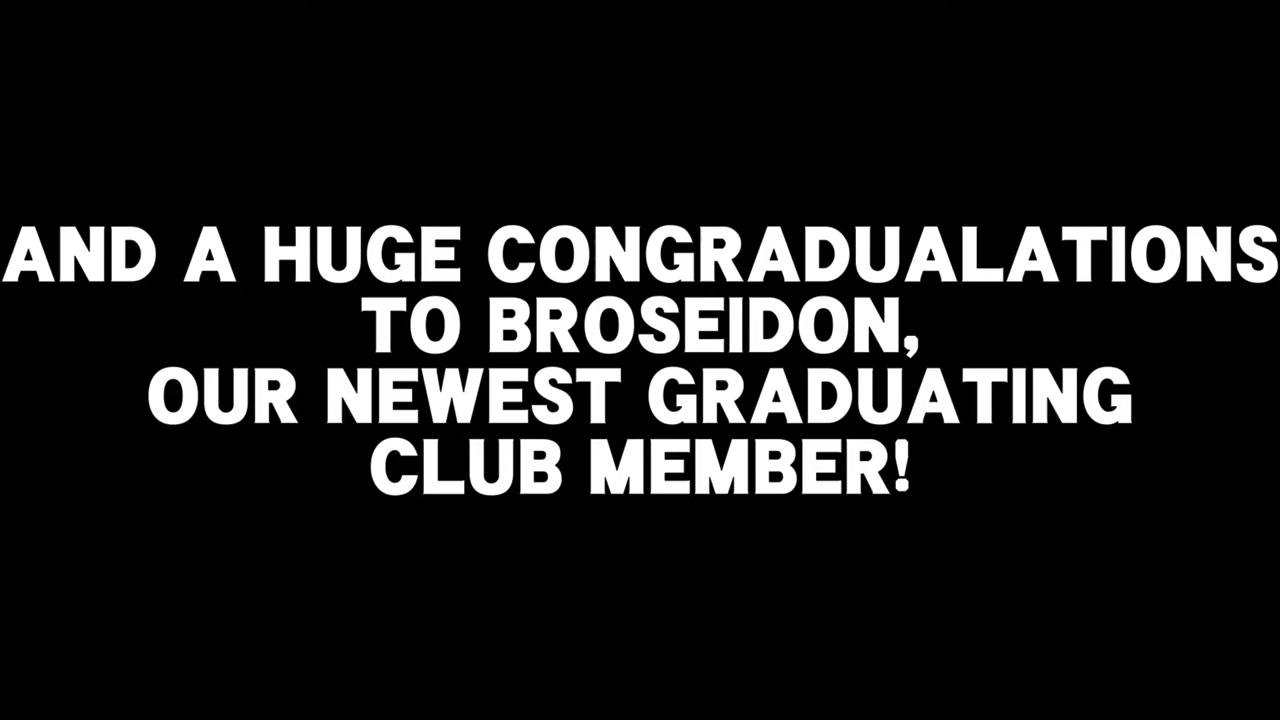 AND A HUGE CONGRADUALATIONS
TO BROSEIDON,
OUR NEWEST GRADUATING
CLUB MEMBER!